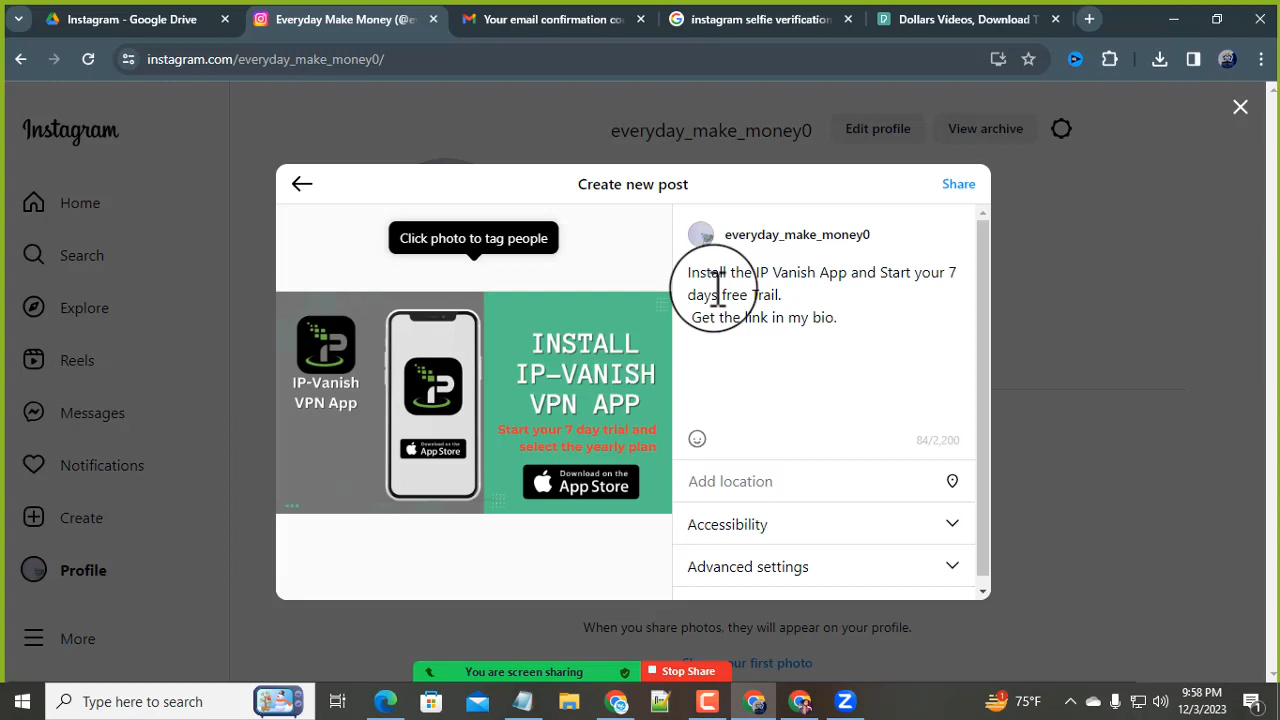 Instagram - Google Drive
Everyday Make Money (@e
Your email confirmation co
instagram selfie verification
Dollars Videos, Download T
instagram.com/everyday_make_money0/
Instagram
everyday_make_money0
Edit profile
View archive
Home
Search
Explore
Reels
Messages
Notifications
Create
Profile
More
Create new post
Share
Click photo to tag people
IP-Vanish
VPN App
Download on the
App Store
INSTALL
IP-VANISH
VPN APP
Start your 7 day trial and
select the yearly plan
Download on the
App Store
everyday_make_money0
Install the IP Vanish App and Start your 7
days free Trail.
Get the link in my bio.
84/2,200
Add location
Accessibility
Advanced settings
When you share photos, they will appear on your profile.
your first photo
You are screen sharing
Stop Share
Type here to search
1
75°F
9:58 PM
12/3/2023
1